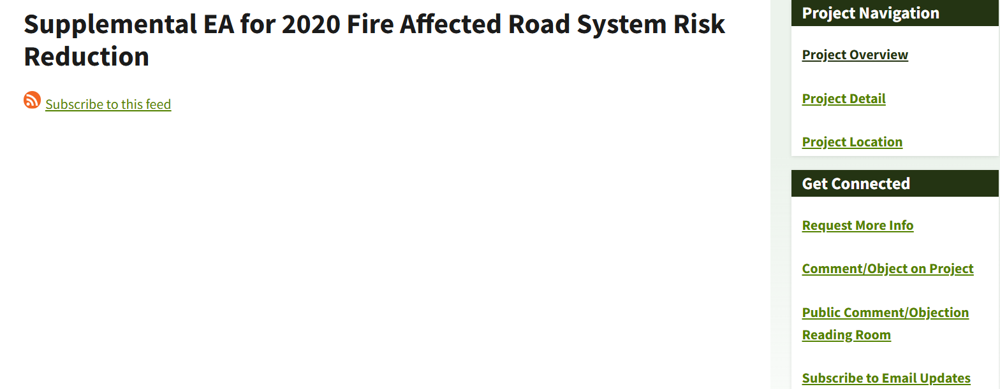 Supplemental EA for 2020 Fire Affected Road System Risk
Reduction
Subscribe to this feed
Project Navigation
Project Overview
Project Detail
Project Location
Get Connected
Request More Info
Comment/Object on Project
Public Comment/Objection
Reading Room
Subscribe to Email Updates